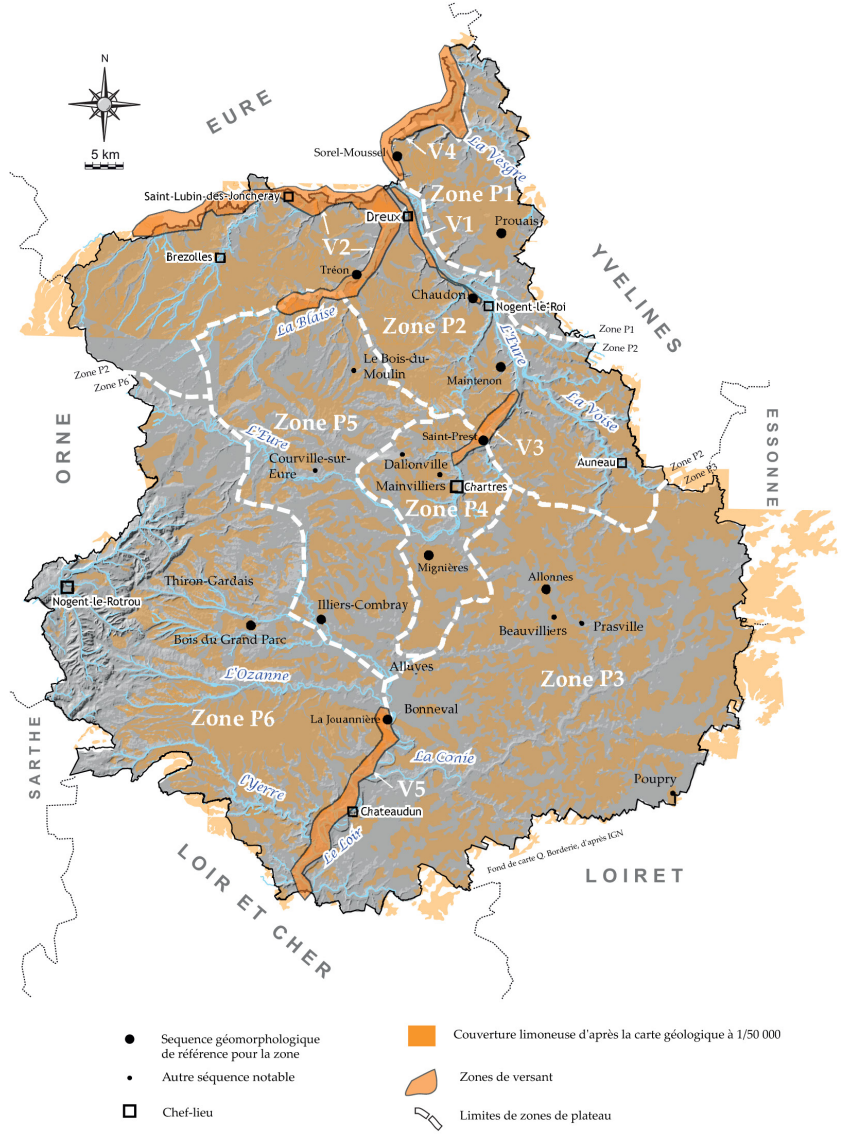 N
5 km
EURE
Sorel-Moussel
V4
La Vesgre
Zone P1
Saint-Lubin-des-Joncheray
Dreux
V1
Prouais
V2
Brezolles
Tréon
YVELINES
Chaudon
Nogent-le-Roi
La Blaise
Zone P2
Zone P1
Zone P2
L'Eure
Le Bois-du-
Moulin
Maintenon
Zone P2
Zone P6
La Voise
ORNE
ESSONNE
Zone P5
L'Eure
Saint-Prest
V3
Courville-sur-
Eure
Dallonville
Auneau
Zone P2
Zone P3
Mainvilliers
Chartres
Zone P4
Mignières
Thiron-Gardais
Allonnes
Nogent-le-Rotrou
Illiers-Combray
Bois du Grand Parc
Beauvilliers
Prasville
Alluyes
L'Ozanne
Zone P3
Zone P6
La Jouannière
Bonneval
SARTHE
La Conie
V5
l'Yerre
Poupry
Chateaudun
Le Loir
Fond de carte Q. Borderie, d'après IGN
LOIRET
LOIR ET CHER
Sequence géomorphologique
de référence pour la zone
Couverture limoneuse d'après la carte géologique à 1/50 000
Autre séquence notable
Zones de versant
Chef-lieu
Limites de zones de plateau